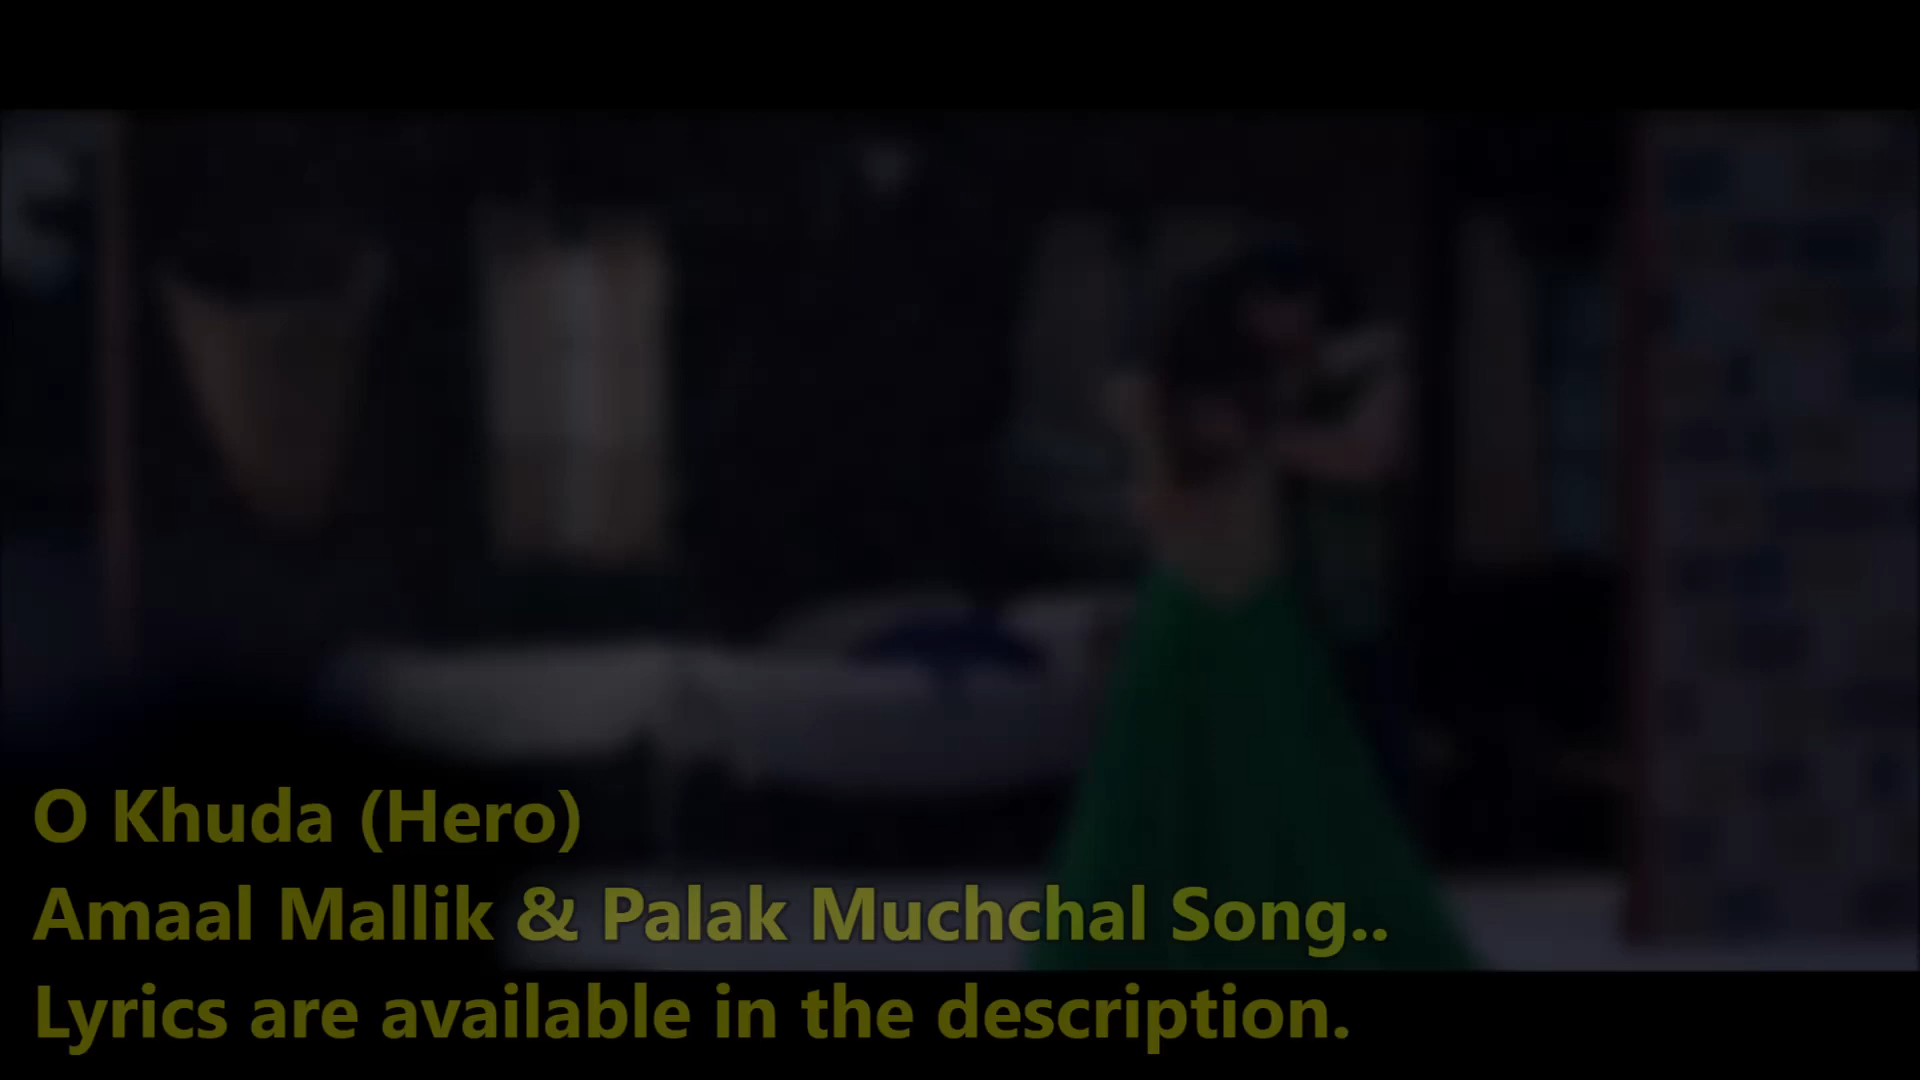 O Khuda (Hero)
Amaal Mallik & Palak Muchchal Song..
Lyrics are available in the description.